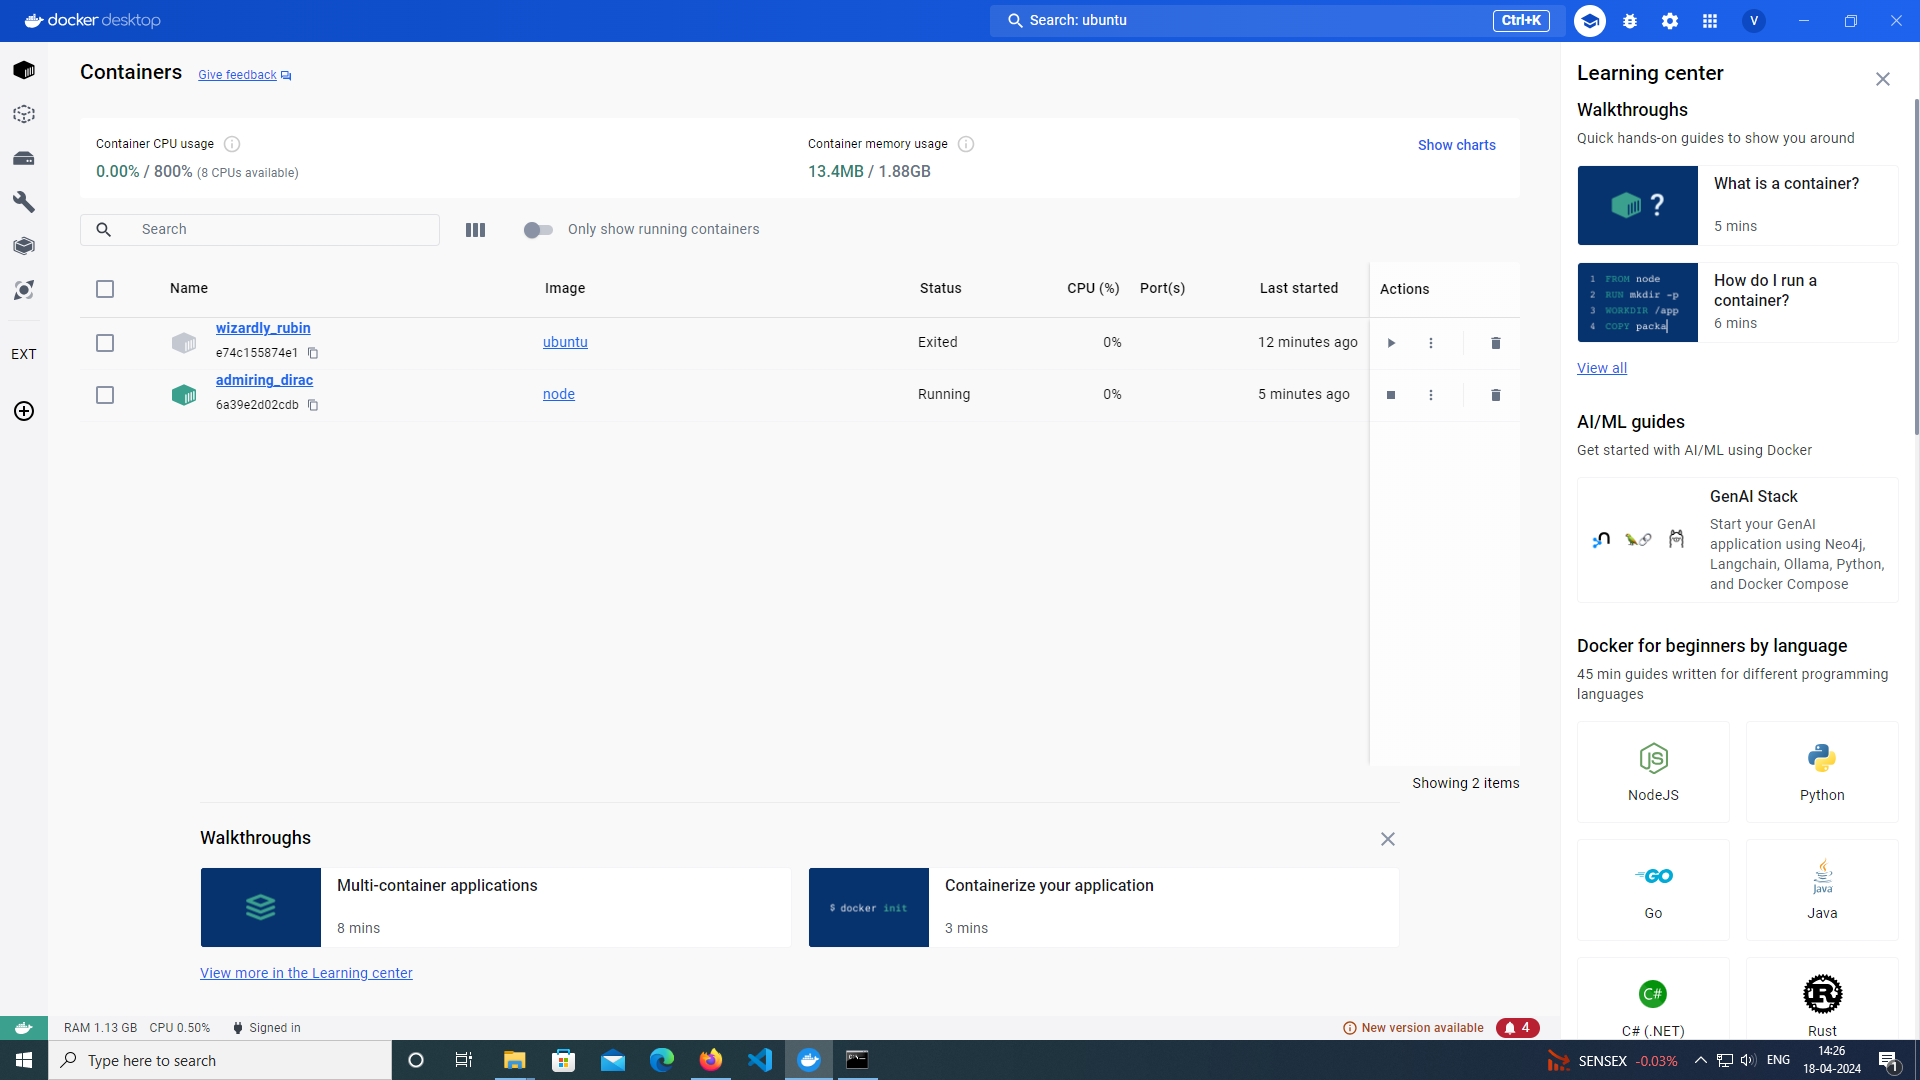 docker desktop
Search: ubuntu
Ctrl+K
V
Containers
Give feedback
Container CPU usage
0.00% / 800% (8 CPUs available)
Container memory usage
13.4MB / 1.88GB
Show charts
Search
Only show running containers
Name
Image
Status
CPU (%)
Port(s)
Last started
Actions
wizardly_rubin
e74c155874e1
ubuntu
Exited
0%
12 minutes ago
admiring_dirac
6a39e2d02cdb
node
Running
0%
5 minutes ago
Showing 2 items
EXT
Walkthroughs
Multi-container applications
8 mins
$ docker init
Containerize your application
3 mins
View more in the Learning center
Learning center
Walkthroughs
Quick hands-on guides to show you around
?
What is a container?
5 mins
1 FROM node
2 RUN mkdir -p
3 WORKDIR /app
4 COPY packa
How do I run a
container?
6 mins
View all
AI/ML guides
Get started with AI/ML using Docker
GenAI Stack
Start your GenAI
application using Neo4j,
Langchain, Ollama, Python,
and Docker Compose
Docker for beginners by language
45 min guides written for different programming
languages
JS
NodeJS
Python
GO
Go
Java
Java
C#
C# (.NET)
R
Rust
RAM 1.13 GB
CPU 0.50%
Signed in
New version available
4
Type here to search
SENSEX -0.03%
ENG
14:26
18-04-2024
1